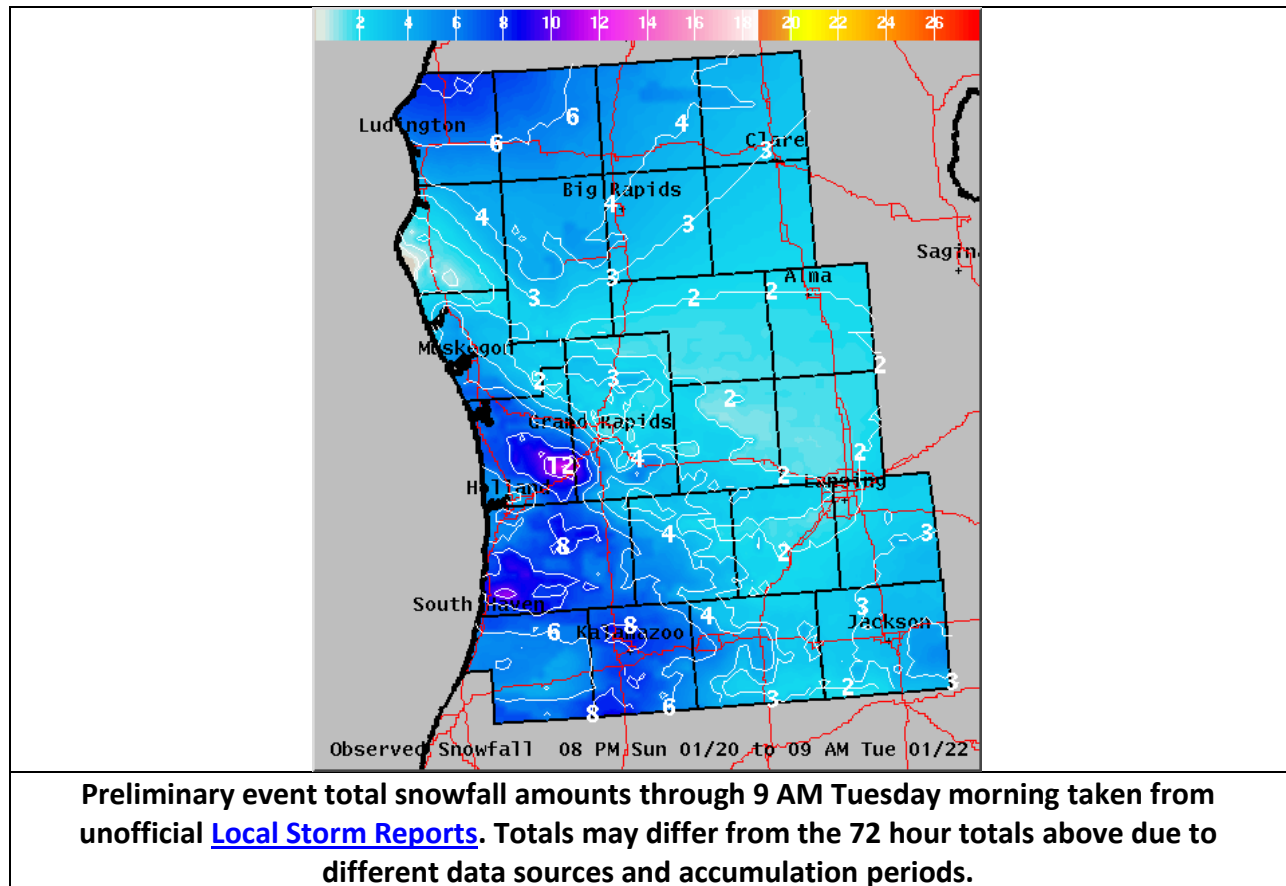 2 4 6 8 10 12 14 16 18 20 22 24 26
Ludington
6
6
4
Clare
3
Big Rapids
4
4
3
Sagin
3
3
Alma
2
2
Muskegon
2
2
3
2
Grand Rapids
12
4
2
2
Holland
Lansing
8
4
2
3
South Haven
6
8
Kalamazoo
4
3
Jackson
8
6
3
2
3
Observed Snowfall 08 PM Sun 01/20 to 09 AM Tue 01/22
Preliminary event total snowfall amounts through 9 AM Tuesday morning taken from
unofficial Local Storm Reports. Totals may differ from the 72 hour totals above due to
different data sources and accumulation periods.